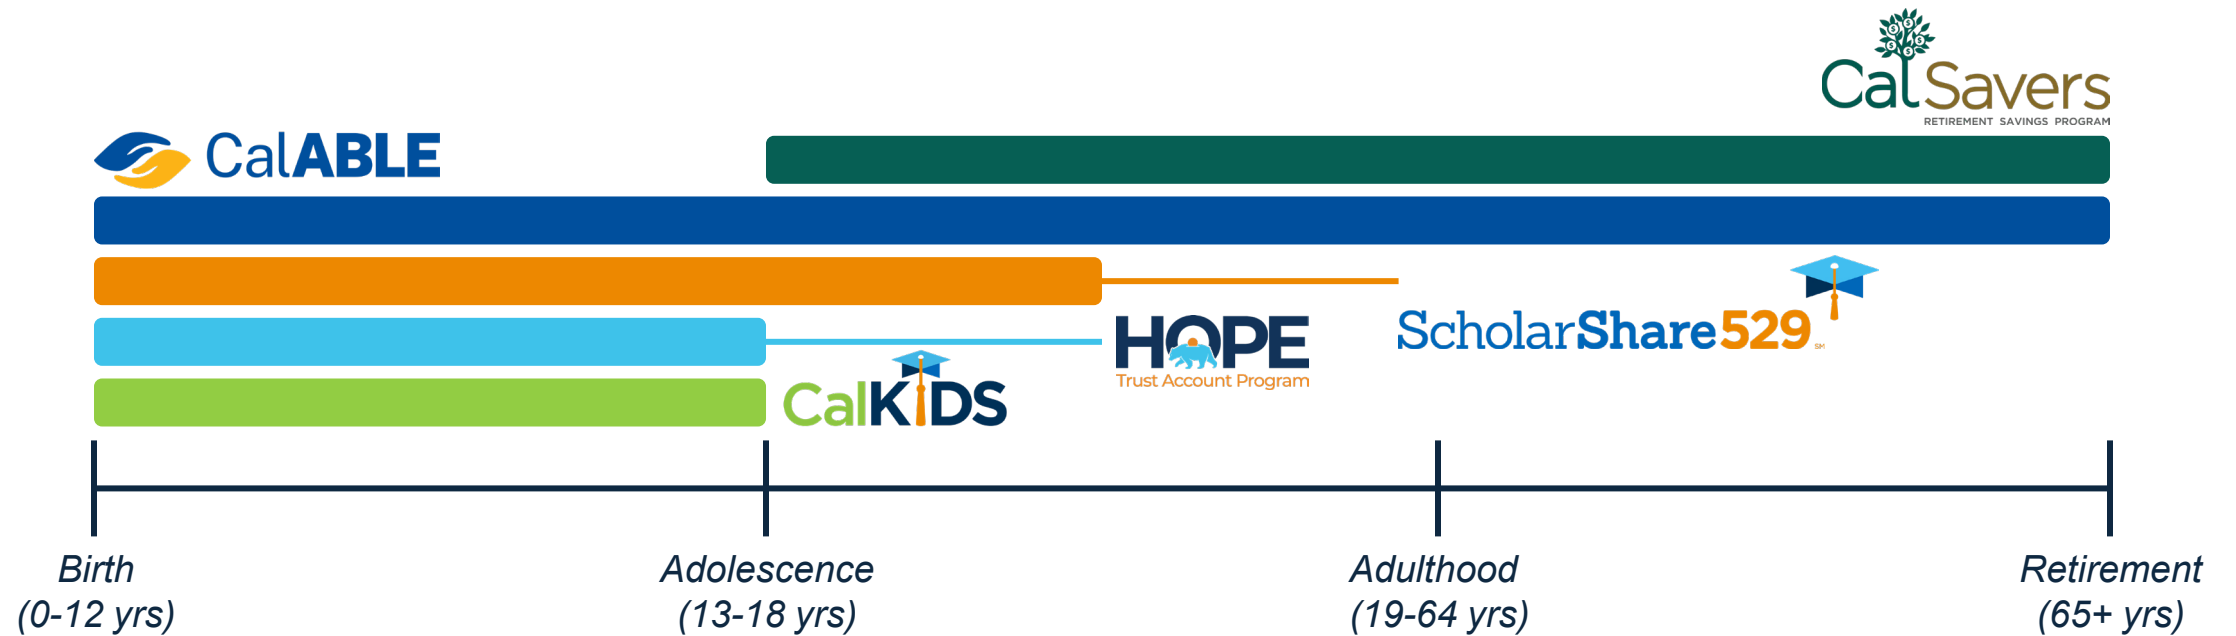 CalSavers
RETIREMENT SAVINGS PROGRAM
CalABLE
ScholarShare529 SM
HOPE
Trust Account Program
CalKIDS
Birth
(0-12 yrs)
Adolescence
(13-18 yrs)
Adulthood
(19-64 yrs)
Retirement
(65+ yrs)